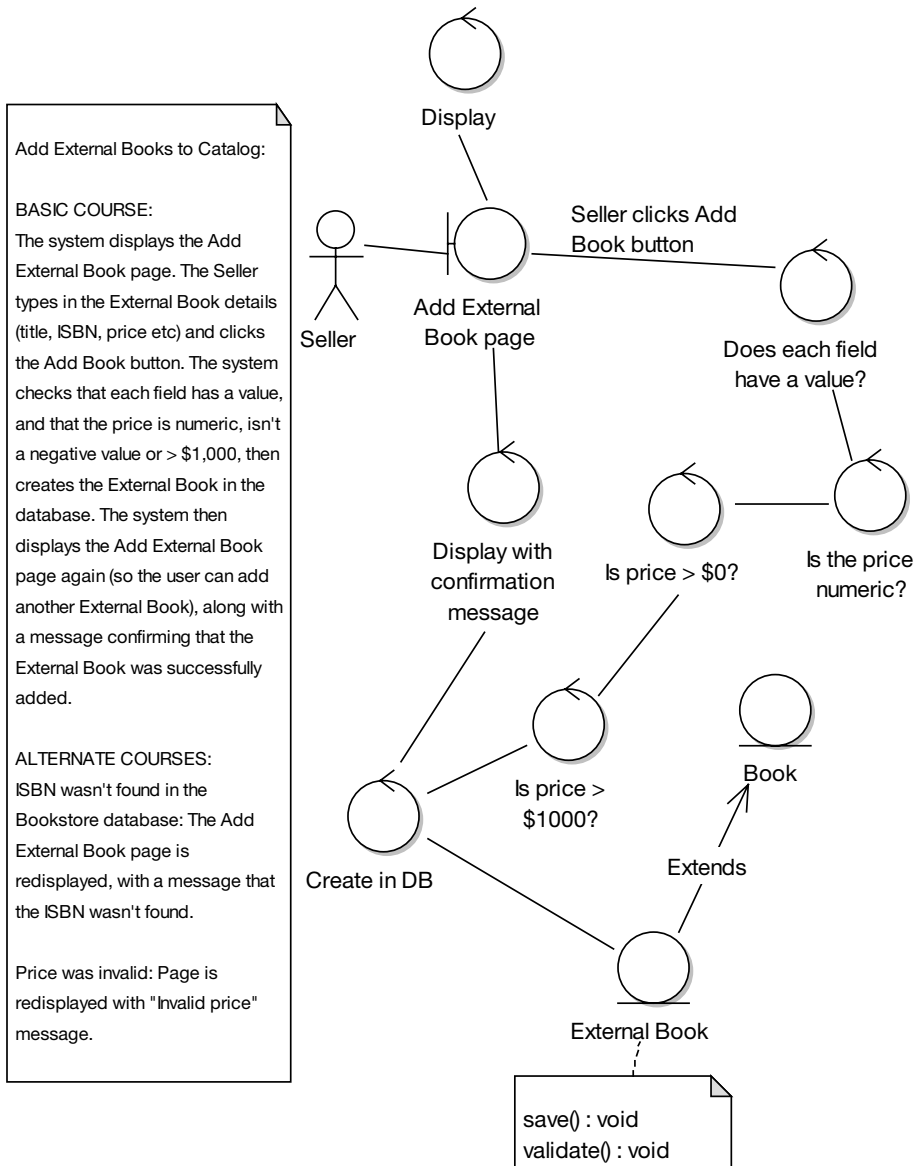 Add External Books to Catalog:
BASIC COURSE:
The system displays the Add
External Book page. The Seller
types in the External Book details
(title, ISBN, price etc) and clicks
the Add Book button. The system
checks that each field has a value,
and that the price is numeric, isn't
a negative value or > $1,000, then
creates the External Book in the
database. The system then
displays the Add External Book
page again (so the user can add
another External Book), along with
a message confirming that the
External Book was successfully
added.
ALTERNATE COURSES:
ISBN wasn't found in the
Bookstore database: The Add
External Book page is
redisplayed, with a message that
the ISBN wasn't found.
Price was invalid: Page is
redisplayed with "Invalid price"
message.
Display
Seller clicks Add
Book button
Seller
Add External
Book page
Does each field
have a value?
Display with
confirmation
message
Is price > $0?
Is the price
numeric?
Is price >
$1000?
Book
Create in DB
Extends
External Book
save() : void
validate() : void